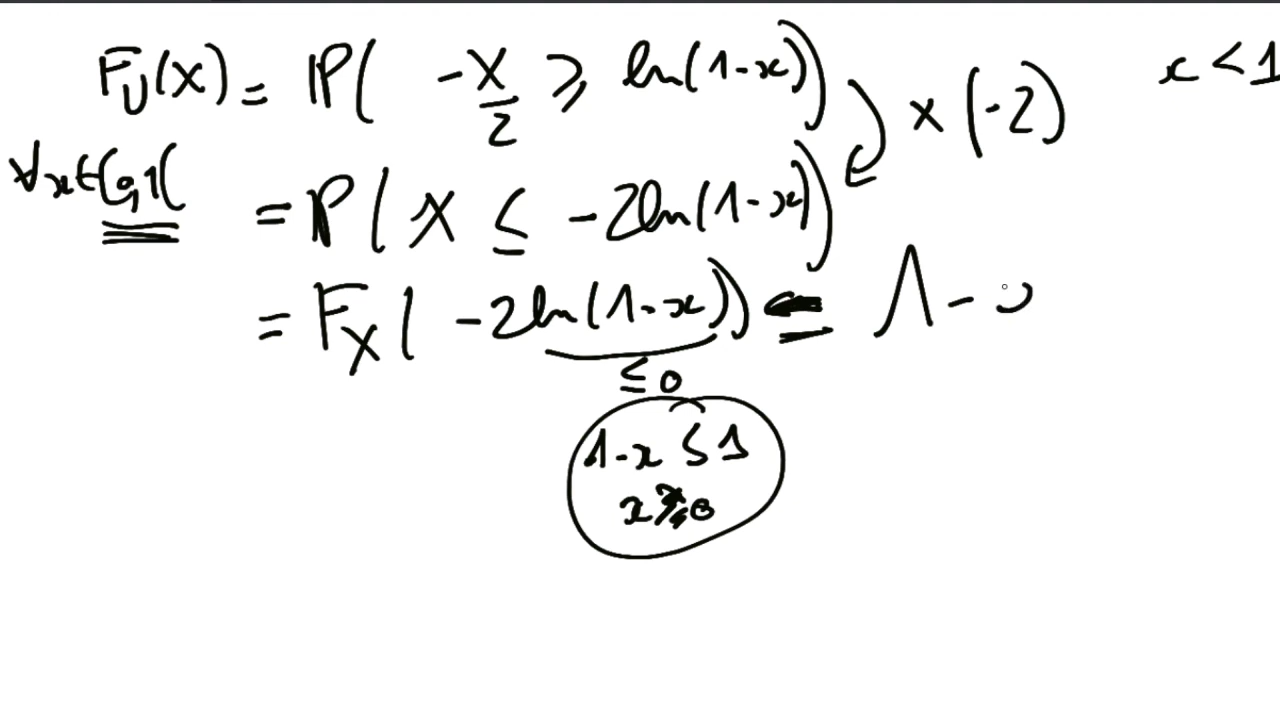 F_U(x) = P( -X/2 ⩾ ln(1-x)) x < 1
× (-2)
∀x∈[0,1[ = P( X ≤ -2ln(1-x))
= F_X( -2ln(1-x)) = 1 -
≤ 0
1-x ≤ 1
x ⩾ 0